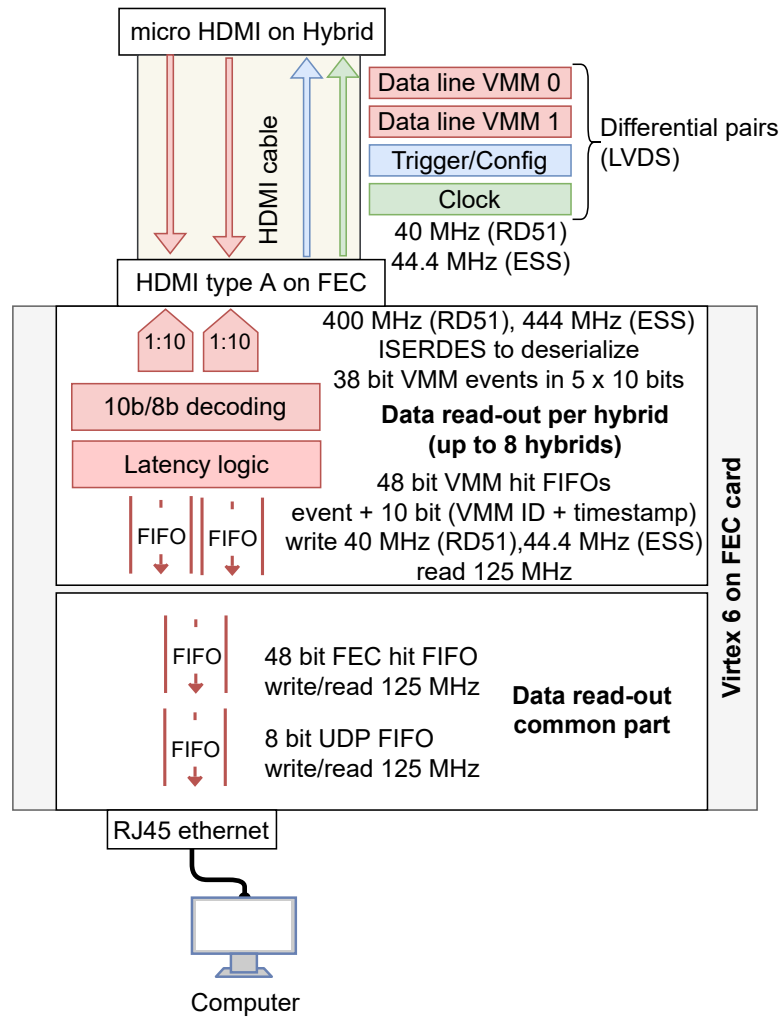 micro HDMI on Hybrid
HDMI cable
Data line VMM 0
Data line VMM 1
Trigger/Config
Clock
Differential pairs
(LVDS)
40 MHz (RD51)
44.4 MHz (ESS)
HDMI type A on FEC
1:10
1:10
400 MHz (RD51), 444 MHz (ESS)
ISERDES to deserialize
38 bit VMM events in 5 x 10 bits
10b/8b decoding
Data read-out per hybrid
(up to 8 hybrids)
Latency logic
48 bit VMM hit FIFOs
event + 10 bit (VMM ID + timestamp)
write 40 MHz (RD51),44.4 MHz (ESS)
read 125 MHz
FIFO
FIFO
Virtex 6 on FEC card
FIFO
48 bit FEC hit FIFO
write/read 125 MHz
Data read-out
common part
FIFO
8 bit UDP FIFO
write/read 125 MHz
RJ45 ethernet
Computer